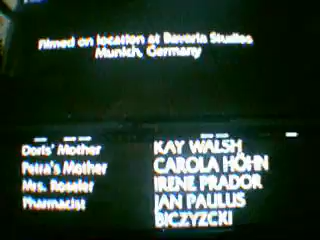 Filmed on location at Bavaria Studios
Munich, Germany
Doris' Mother KAY WALSH
Petra's Mother CAROLA HÖHN
Mrs. Roseler IRENE PRADOR
Pharmacist JAN PAULUS
BICZYZCKI